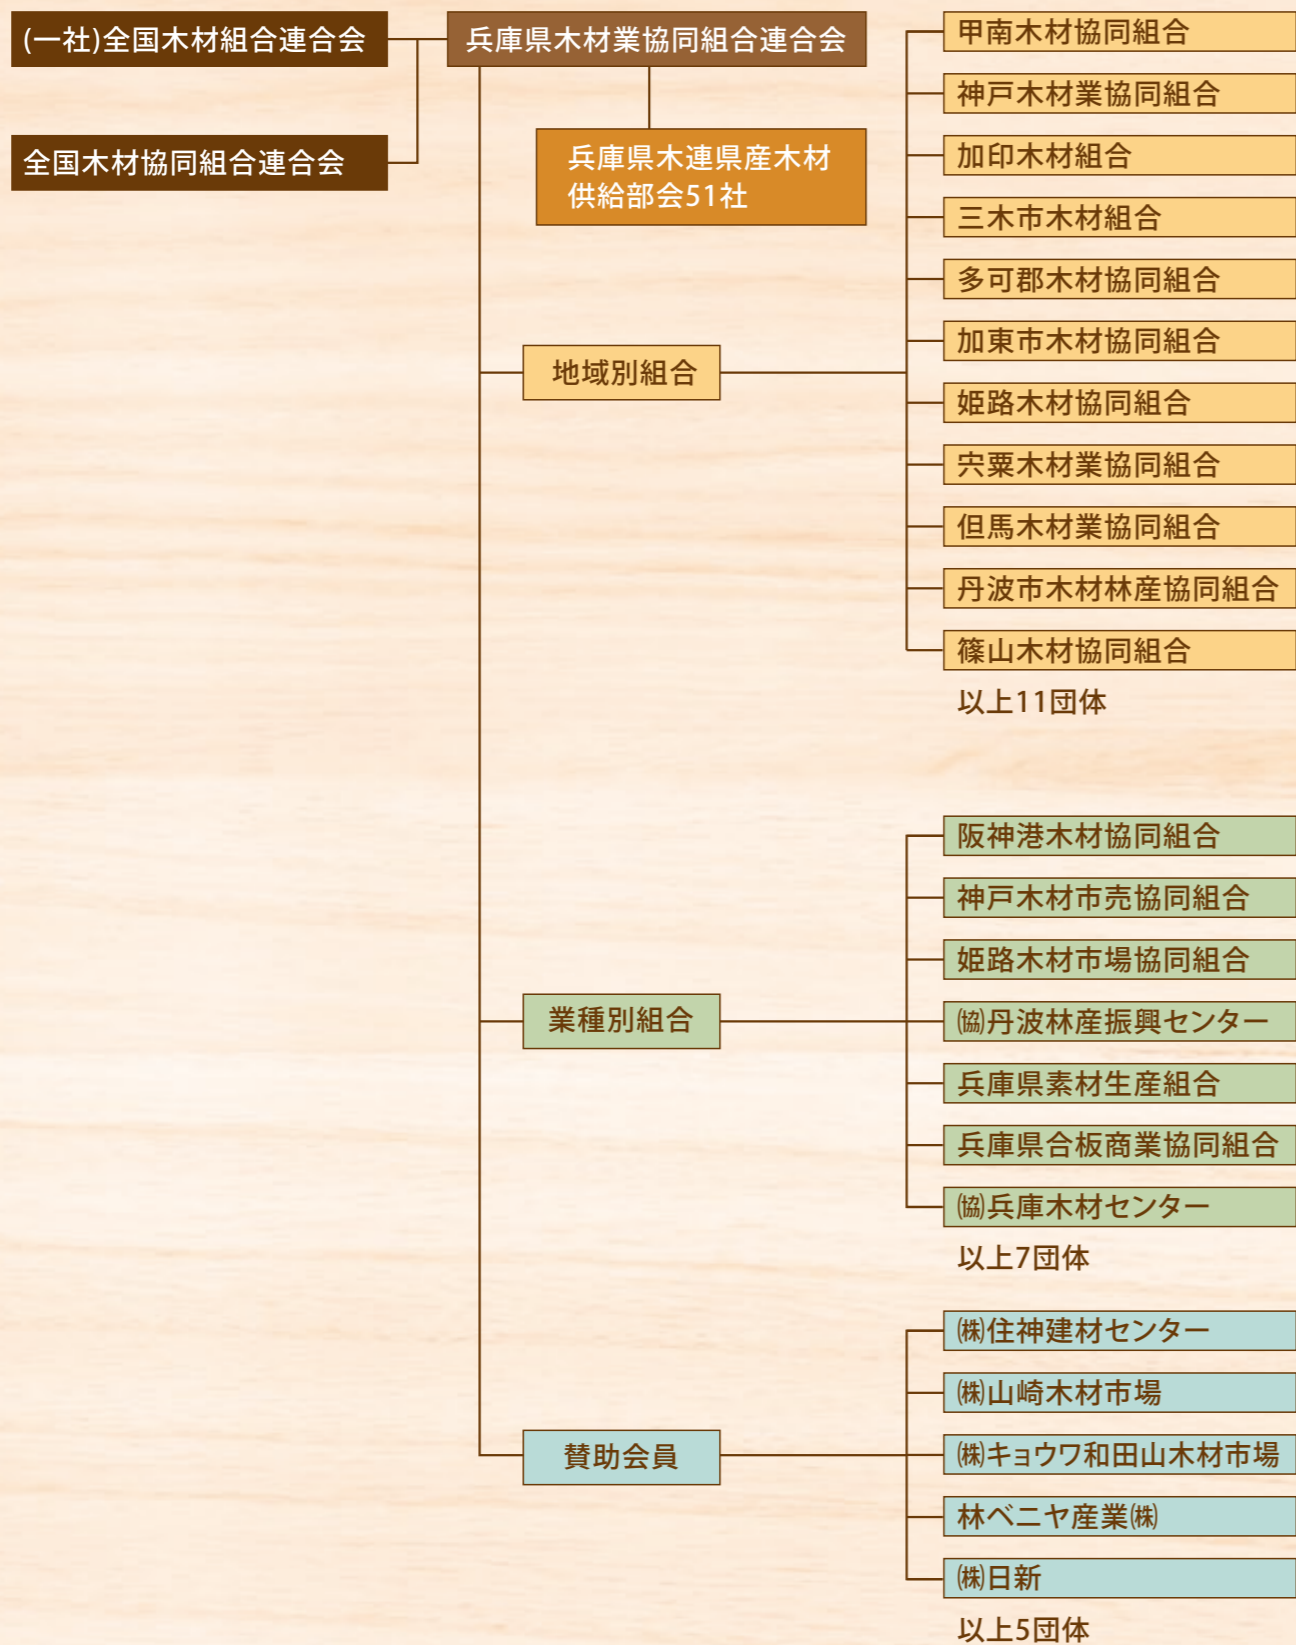 (一社)全国木材組合連合会
全国木材協同組合連合会
兵庫県木材業協同組合連合会
兵庫県木連県産木材
供給部会51社
地域別組合
甲南木材協同組合
神戸木材業協同組合
加印木材組合
三木市木材組合
多可郡木材協同組合
加東市木材協同組合
姫路木材協同組合
宍粟木材業協同組合
但馬木材業協同組合
丹波市木材林産協同組合
篠山木材協同組合
以上11団体
業種別組合
阪神港木材協同組合
神戸木材市売協同組合
姫路木材市場協同組合
㈿丹波林産振興センター
兵庫県素材生産組合
兵庫県合板商業協同組合
㈿兵庫木材センター
以上7団体
賛助会員
㈱住神建材センター
㈱山崎木材市場
㈱キョウワ和田山木材市場
林ベニヤ産業㈱
㈱日新
以上5団体